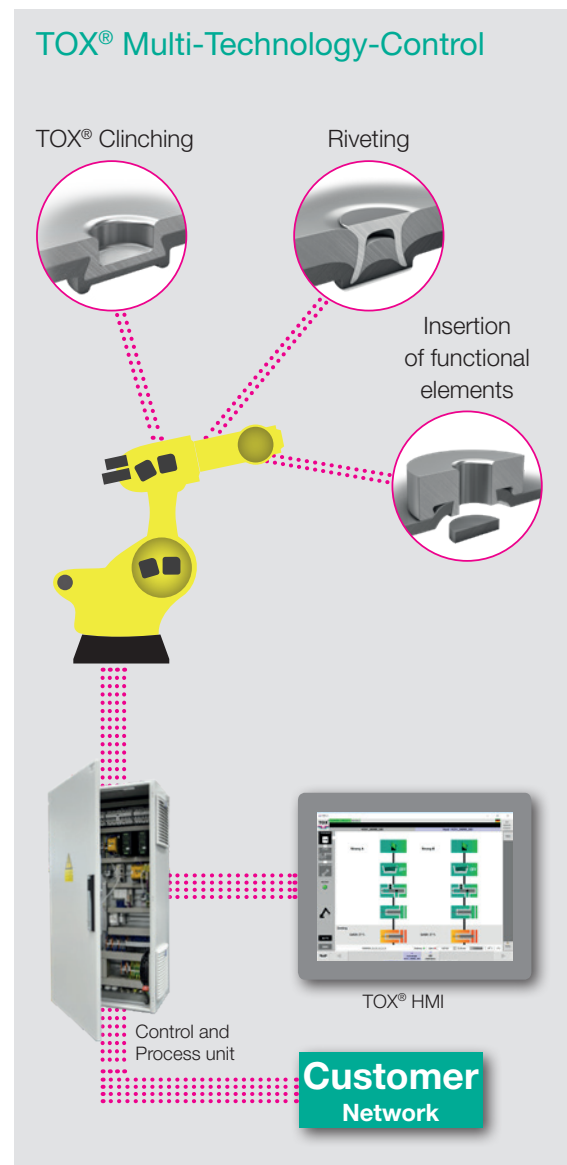 TOX® Multi-Technology-Control
TOX® Clinching
Riveting
Insertion
of functional
elements
TOX® HMI
Control and
Process unit
Customer
Network